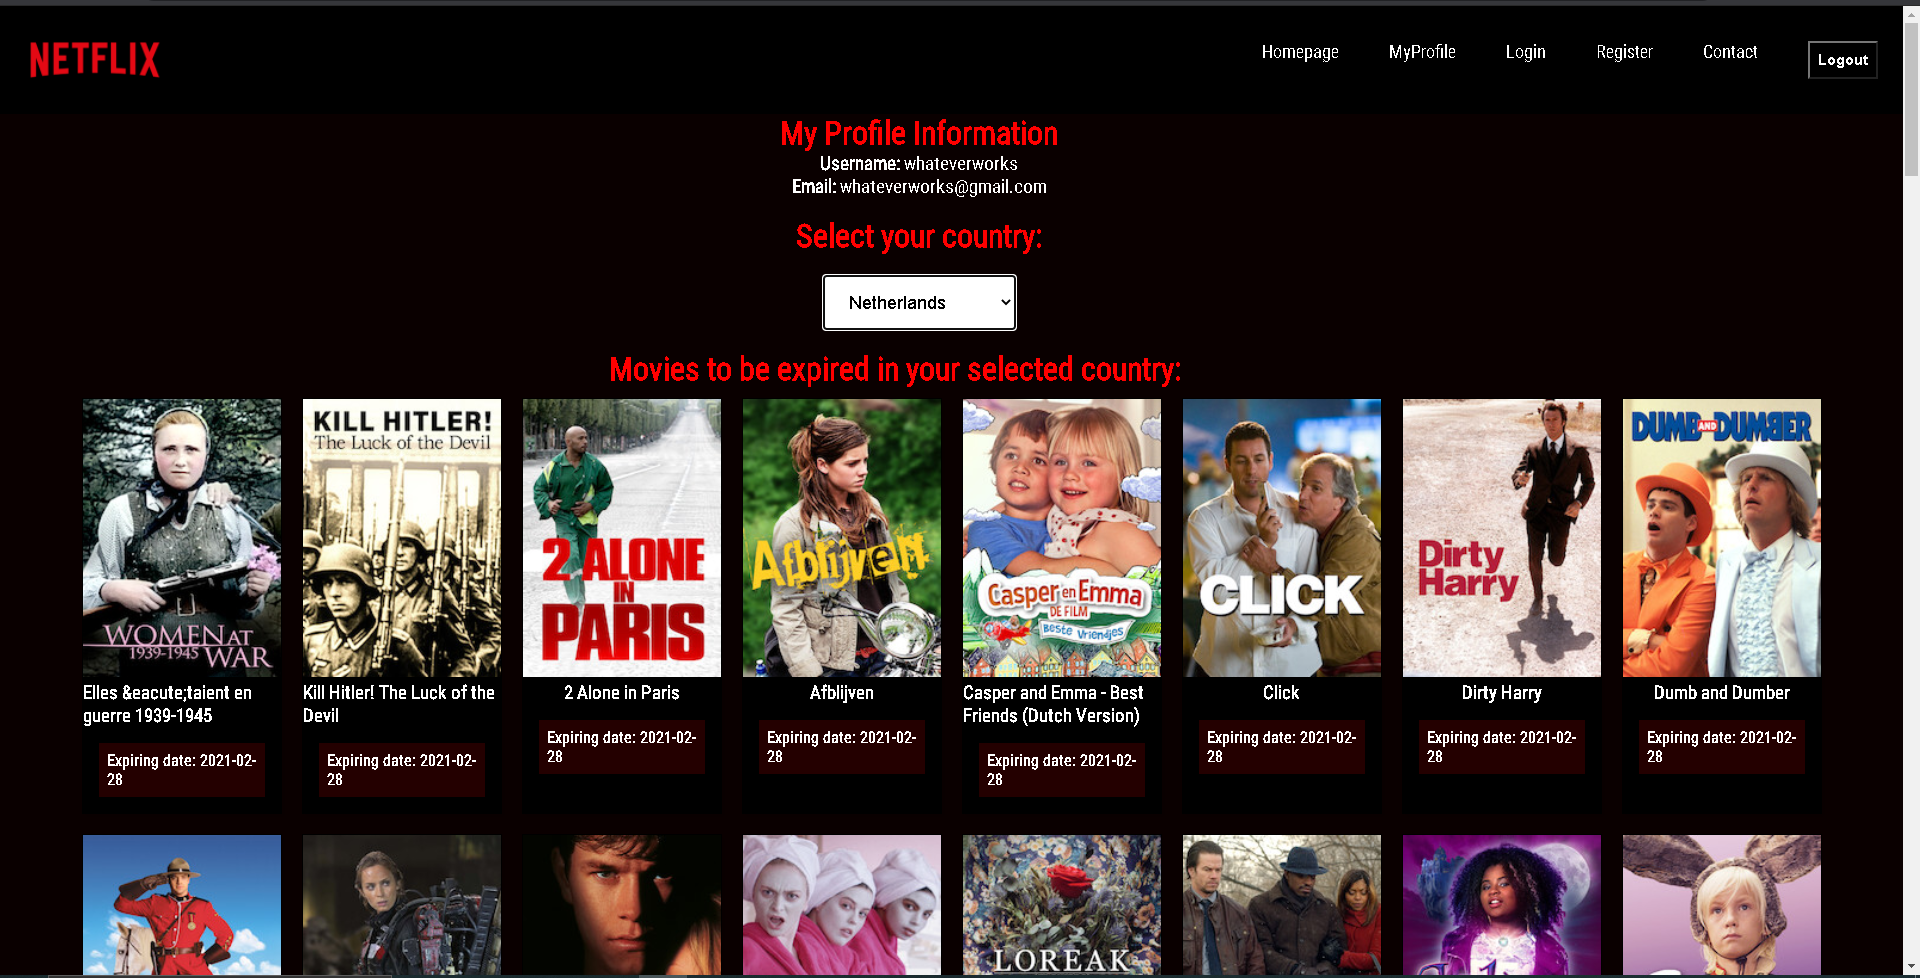 NETFLIX
Homepage MyProfile Login Register Contact Logout
My Profile Information
Username: whateverworks
Email: whateverworks@gmail.com
Select your country:
Netherlands
Movies to be expired in your selected country:
WOMEN AT
1939-1945 WAR
Elles &eacute;taient en
guerre 1939-1945
Expiring date: 2021-02-
28
KILL HITLER!
The Luck of the Devil
Kill Hitler! The Luck of the
Devil
Expiring date: 2021-02-
28
2 ALONE
IN
PARIS
2 Alone in Paris
Expiring date: 2021-02-
28
Afblijven
Afblijven
Expiring date: 2021-02-
28
Casper en Emma
DE FILM
Beste Vriendjes
Casper and Emma - Best
Friends (Dutch Version)
Expiring date: 2021-02-
28
CLICK
Click
Expiring date: 2021-02-
28
Dirty
Harry
Dirty Harry
Expiring date: 2021-02-
28
DUMB AND DUMBER
Dumb and Dumber
Expiring date: 2021-02-
28
LOREAK